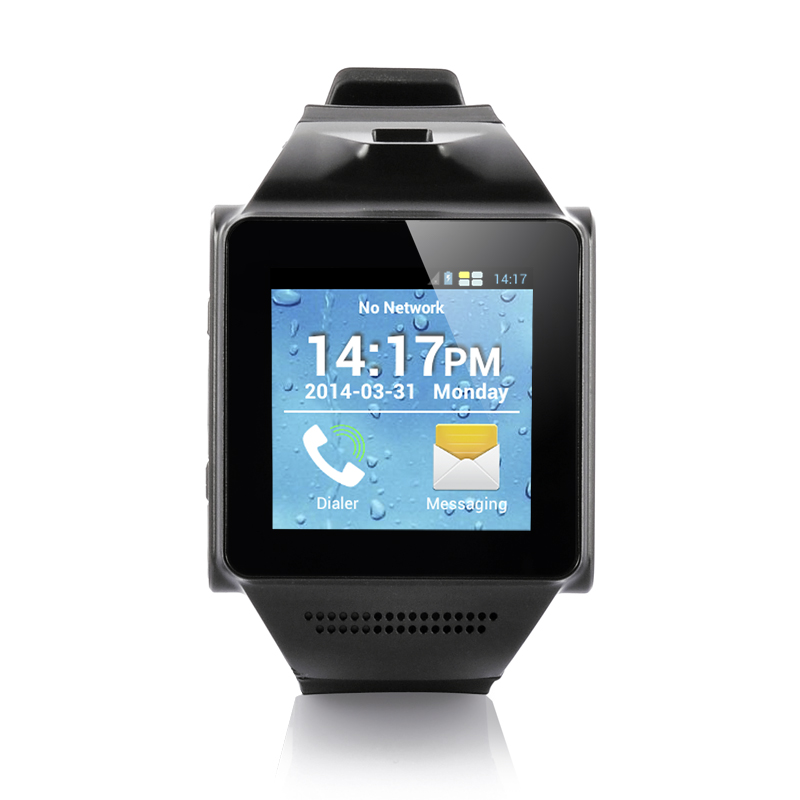 14:17
No Network
14:17PM
2014-03-31 Monday
Dialer Messaging